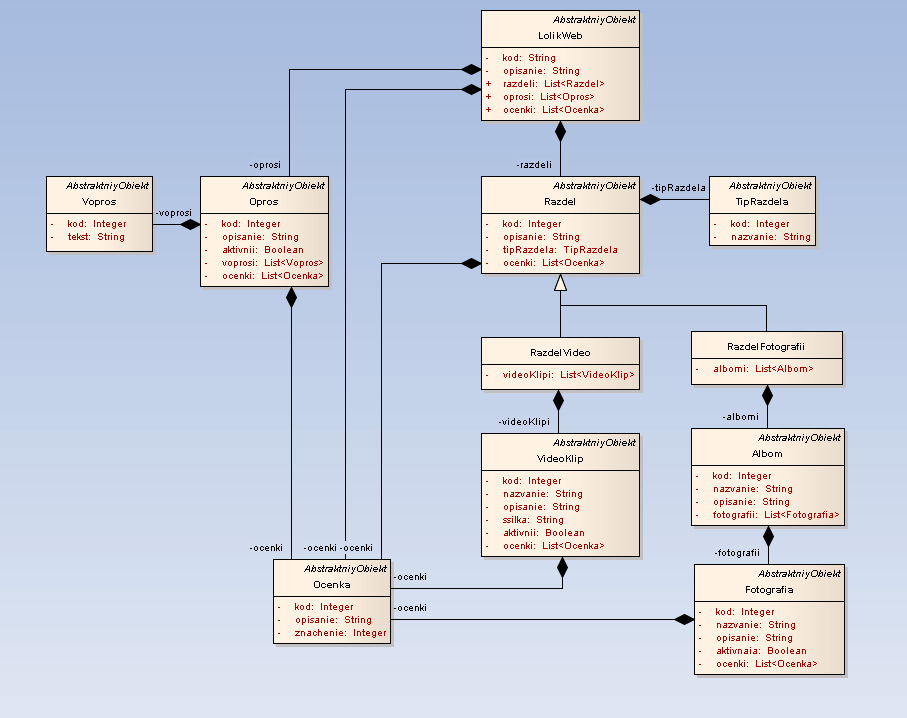 AbstraktniyObiekt
LolikWeb
- kod: String
- opisanie: String
+ razdeli: List<Razdel>
+ oprosi: List<Opros>
+ ocenki: List<Ocenka>
-oprosi
-razdeli
AbstraktniyObiekt
Vopros
- kod: Integer
- tekst: String
-voprosi
AbstraktniyObiekt
Opros
- kod: Integer
- opisanie: String
- aktivnii: Boolean
- voprosi: List<Vopros>
- ocenki: List<Ocenka>
AbstraktniyObiekt
Razdel
- kod: Integer
- opisanie: String
- tipRazdela: TipRazdela
- ocenki: List<Ocenka>
-tipRazdela
AbstraktniyObiekt
TipRazdela
- kod: Integer
- nazvanie: String
RazdelVideo
- videoKlipi: List<VideoKlip>
RazdelFotografii
- albomi: List<Albom>
-videoKlipi
-albomi
AbstraktniyObiekt
VideoKlip
- kod: Integer
- nazvanie: String
- opisanie: String
- ssilka: String
- aktivnii: Boolean
- ocenki: List<Ocenka>
AbstraktniyObiekt
Albom
- kod: Integer
- nazvanie: String
- opisanie: String
- fotografii: List<Fotografia>
-ocenki
-ocenki
-ocenki
-fotografii
AbstraktniyObiekt
Ocenka
- kod: Integer
- opisanie: String
- znachenie: Integer
-ocenki
-ocenki
AbstraktniyObiekt
Fotografia
- kod: Integer
- nazvanie: String
- opisanie: String
- aktivnaia: Boolean
- ocenki: List<Ocenka>